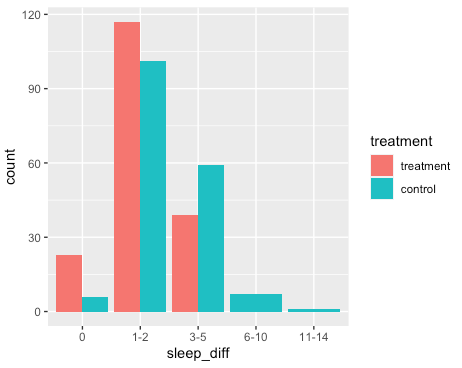 120
90
60
30
0
count
0 1-2 3-5 6-10 11-14
sleep_diff
treatment
treatment
control